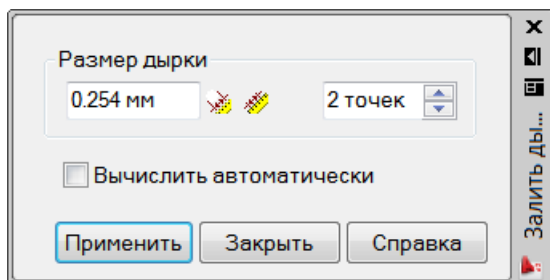 Размер дырки
0.254 мм
2 точек
Вычислить автоматически
Применить Закрыть Справка
Залить ды...